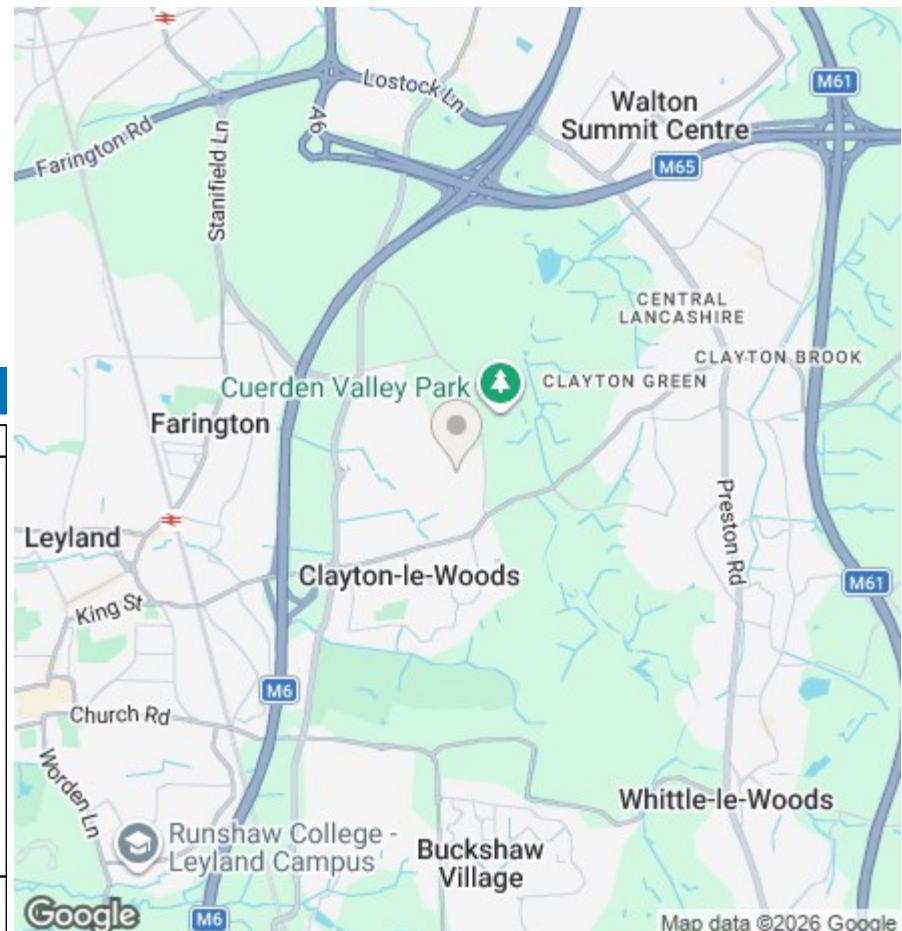 Lostock Ln
A6
M61
Walton
Summit Centre
Farington Rd
Stanifield Ln
M65
CENTRAL
LANCASHIRE
CLAYTON BROOK
Cuerden Valley Park
CLAYTON GREEN
Farington
Preston Rd
Leyland
Clayton-le-Woods
M61
King St
M6
Church Rd
Worden Ln
Whittle-le-Woods
Runshaw College -
Leyland Campus
Buckshaw
Village
Google
M6
Map data ©2026 Google